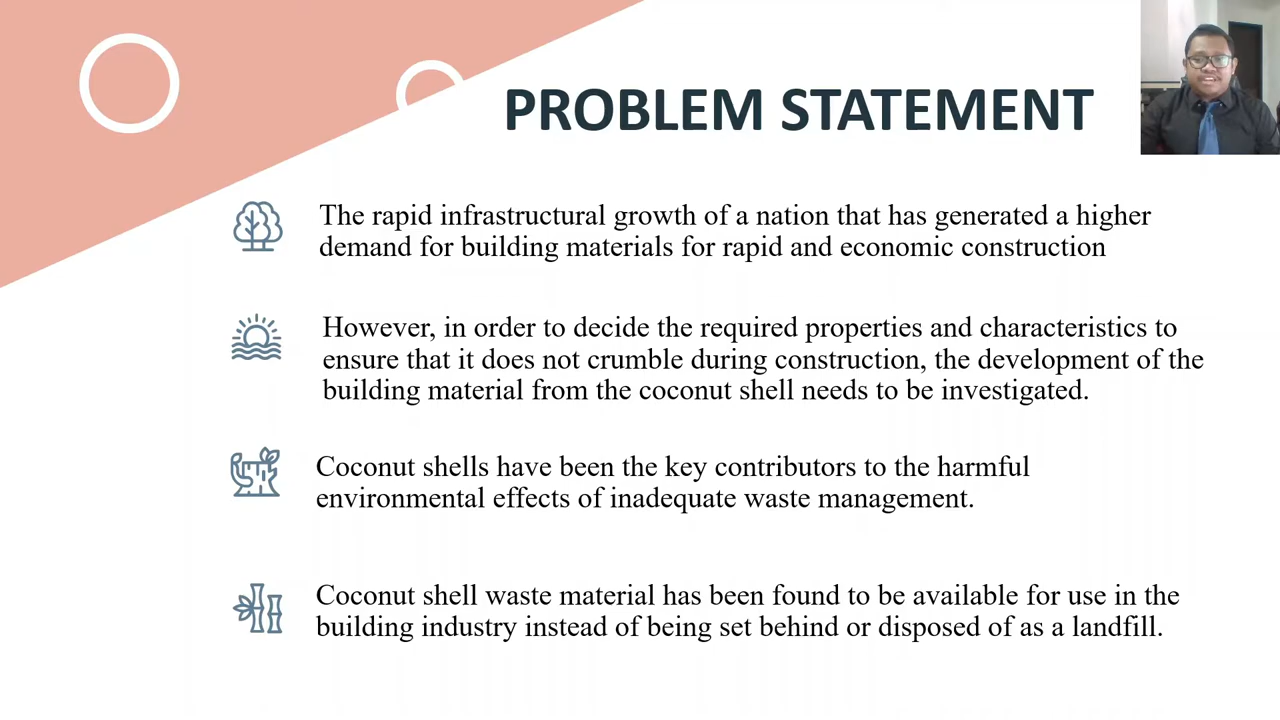 PROBLEM STATEMENT
The rapid infrastructural growth of a nation that has generated a higher
demand for building materials for rapid and economic construction
However, in order to decide the required properties and characteristics to
ensure that it does not crumble during construction, the development of the
building material from the coconut shell needs to be investigated.
Coconut shells have been the key contributors to the harmful
environmental effects of inadequate waste management.
Coconut shell waste material has been found to be available for use in the
building industry instead of being set behind or disposed of as a landfill.